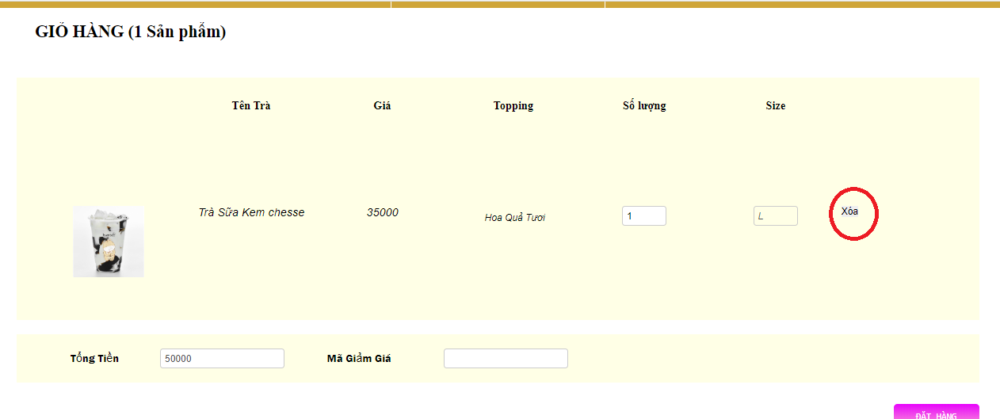 GIỎ HÀNG (1 Sản phẩm)
Tên Trà Giá Topping Số lượng Size
Trà Sữa Kem chesse 35000 Hoa Quả Tươi 1 L Xóa
Tổng Tiền 50000 Mã Giảm Giá
ĐẶT HÀNG